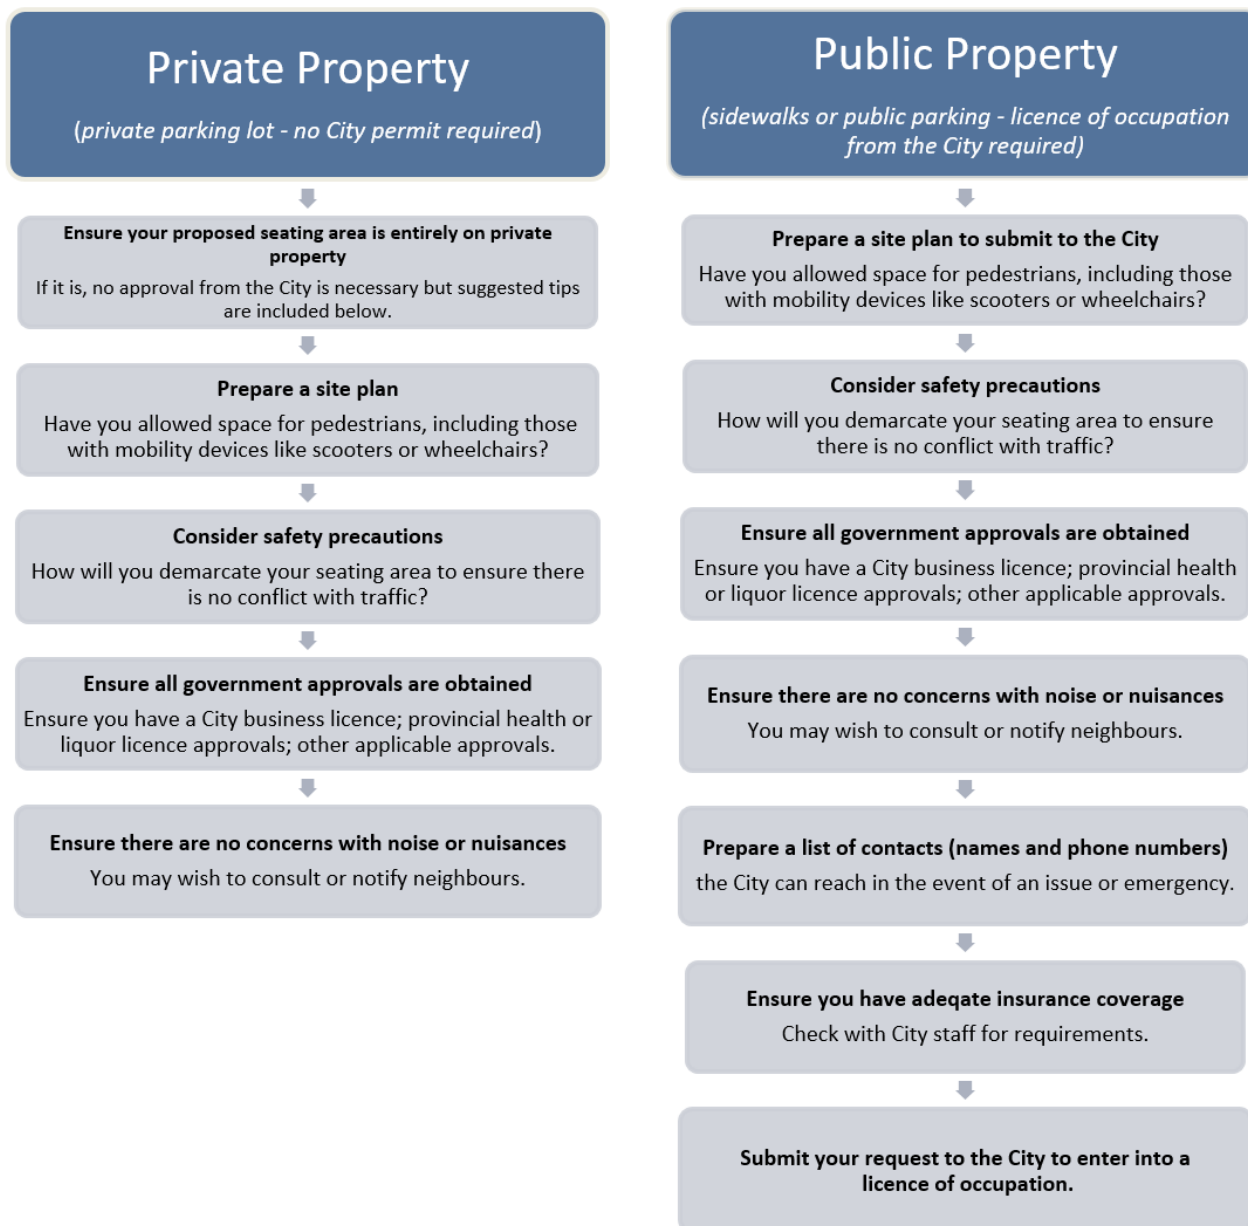 Private Property
(private parking lot - no City permit required)
Ensure your proposed seating area is entirely on private
property
If it is, no approval from the City is necessary but suggested tips
are included below.
Prepare a site plan
Have you allowed space for pedestrians, including those
with mobility devices like scooters or wheelchairs?
Consider safety precautions
How will you demarcate your seating area to ensure there
is no conflict with traffic?
Ensure all government approvals are obtained
Ensure you have a City business licence; provincial health or
liquor licence approvals; other applicable approvals.
Ensure there are no concerns with noise or nuisances
You may wish to consult or notify neighbours.
Public Property
(sidewalks or public parking - licence of occupation
from the City required)
Prepare a site plan to submit to the City
Have you allowed space for pedestrians, including those
with mobility devices like scooters or wheelchairs?
Consider safety precautions
How will you demarcate your seating area to ensure
there is no conflict with traffic?
Ensure all government approvals are obtained
Ensure you have a City business licence; provincial health
or liquor licence approvals; other applicable approvals.
Ensure there are no concerns with noise or nuisances
You may wish to consult or notify neighbours.
Prepare a list of contacts (names and phone numbers)
the City can reach in the event of an issue or emergency.
Ensure you have adeqate insurance coverage
Check with City staff for requirements.
Submit your request to the City to enter into a
licence of occupation.